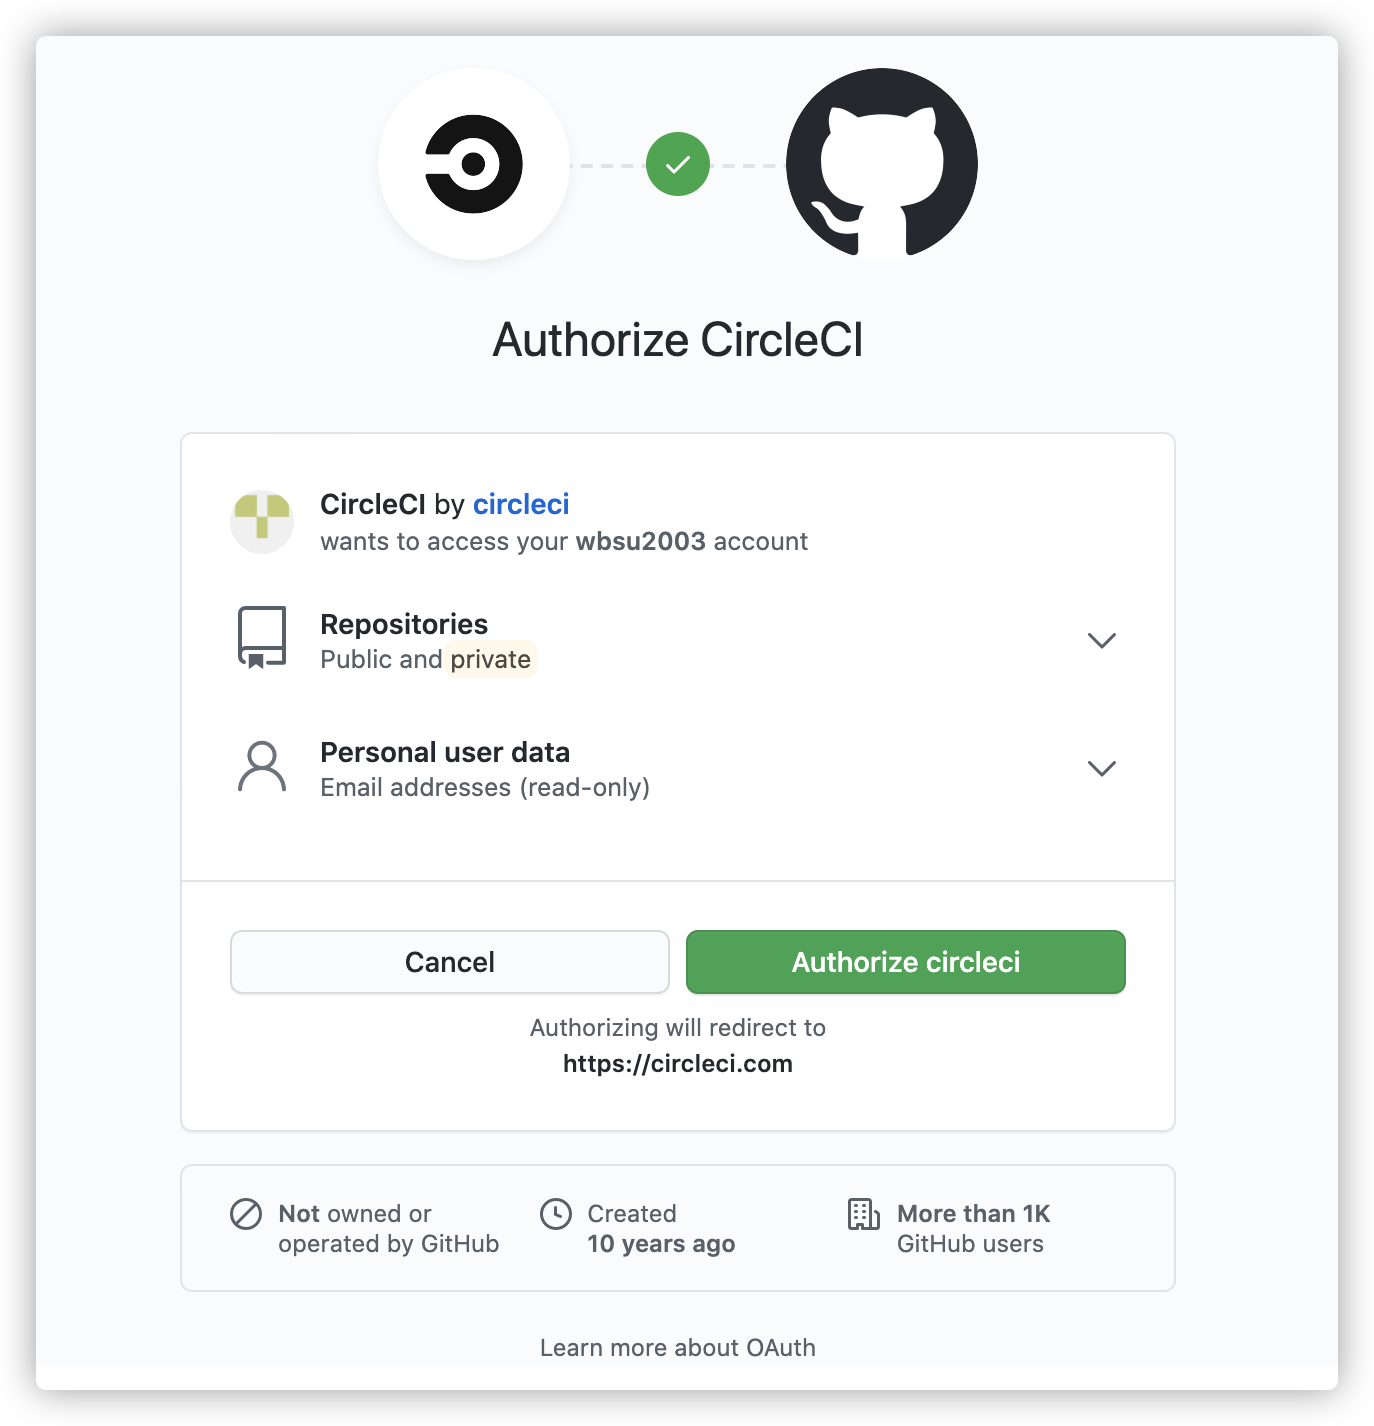 Authorize CircleCI
CircleCI by circleci
wants to access your wbsu2003 account
Repositories
Public and private
Personal user data
Email addresses (read-only)
Cancel
Authorize circleci
Authorizing will redirect to
https://circleci.com
Not owned or
operated by GitHub
Created
10 years ago
More than 1K
GitHub users
Learn more about OAuth